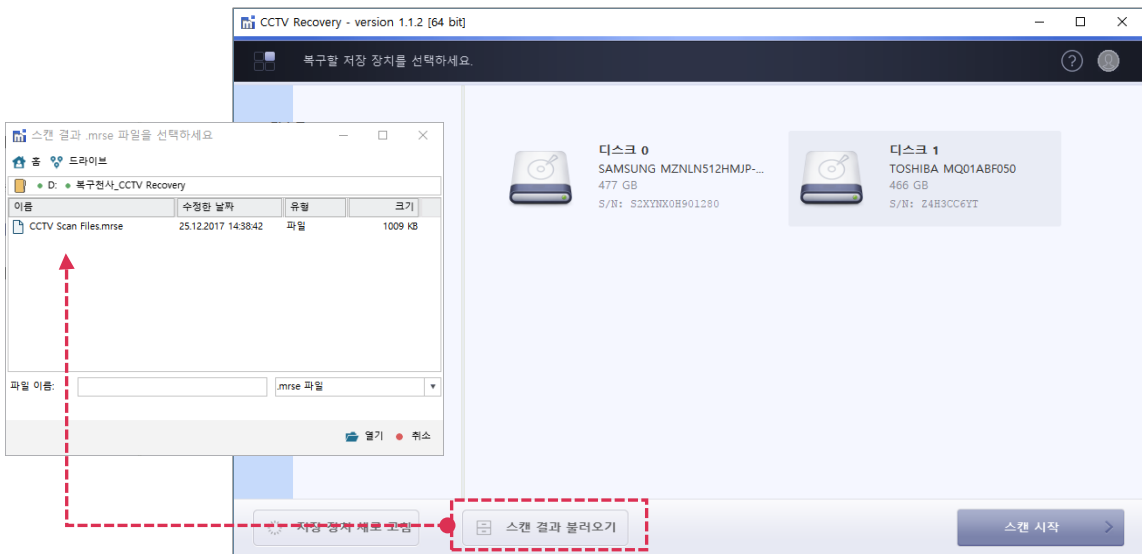 CCTV Recovery - version 1.1.2 [64 bit]
복구할 저장 장치를 선택하세요.
스캔 결과 .mrse 파일을 선택하세요
홈 드라이브
D: 복구천사_CCTV Recovery
이름 수정한 날짜 유형 크기
CCTV Scan Files.mrse 25.12.2017 14:38:42 파일 1009 KB
파일 이름: .mrse 파일
열기 취소
디스크 0
SAMSUNG MZNLN512HMJP-...
477 GB
S/N: S2XYNX0H901280
디스크 1
TOSHIBA MQ01ABF050
466 GB
S/N: Z4H3CC6YT
저장 장치 새로 고침
스캔 결과 불러오기
스캔 시작